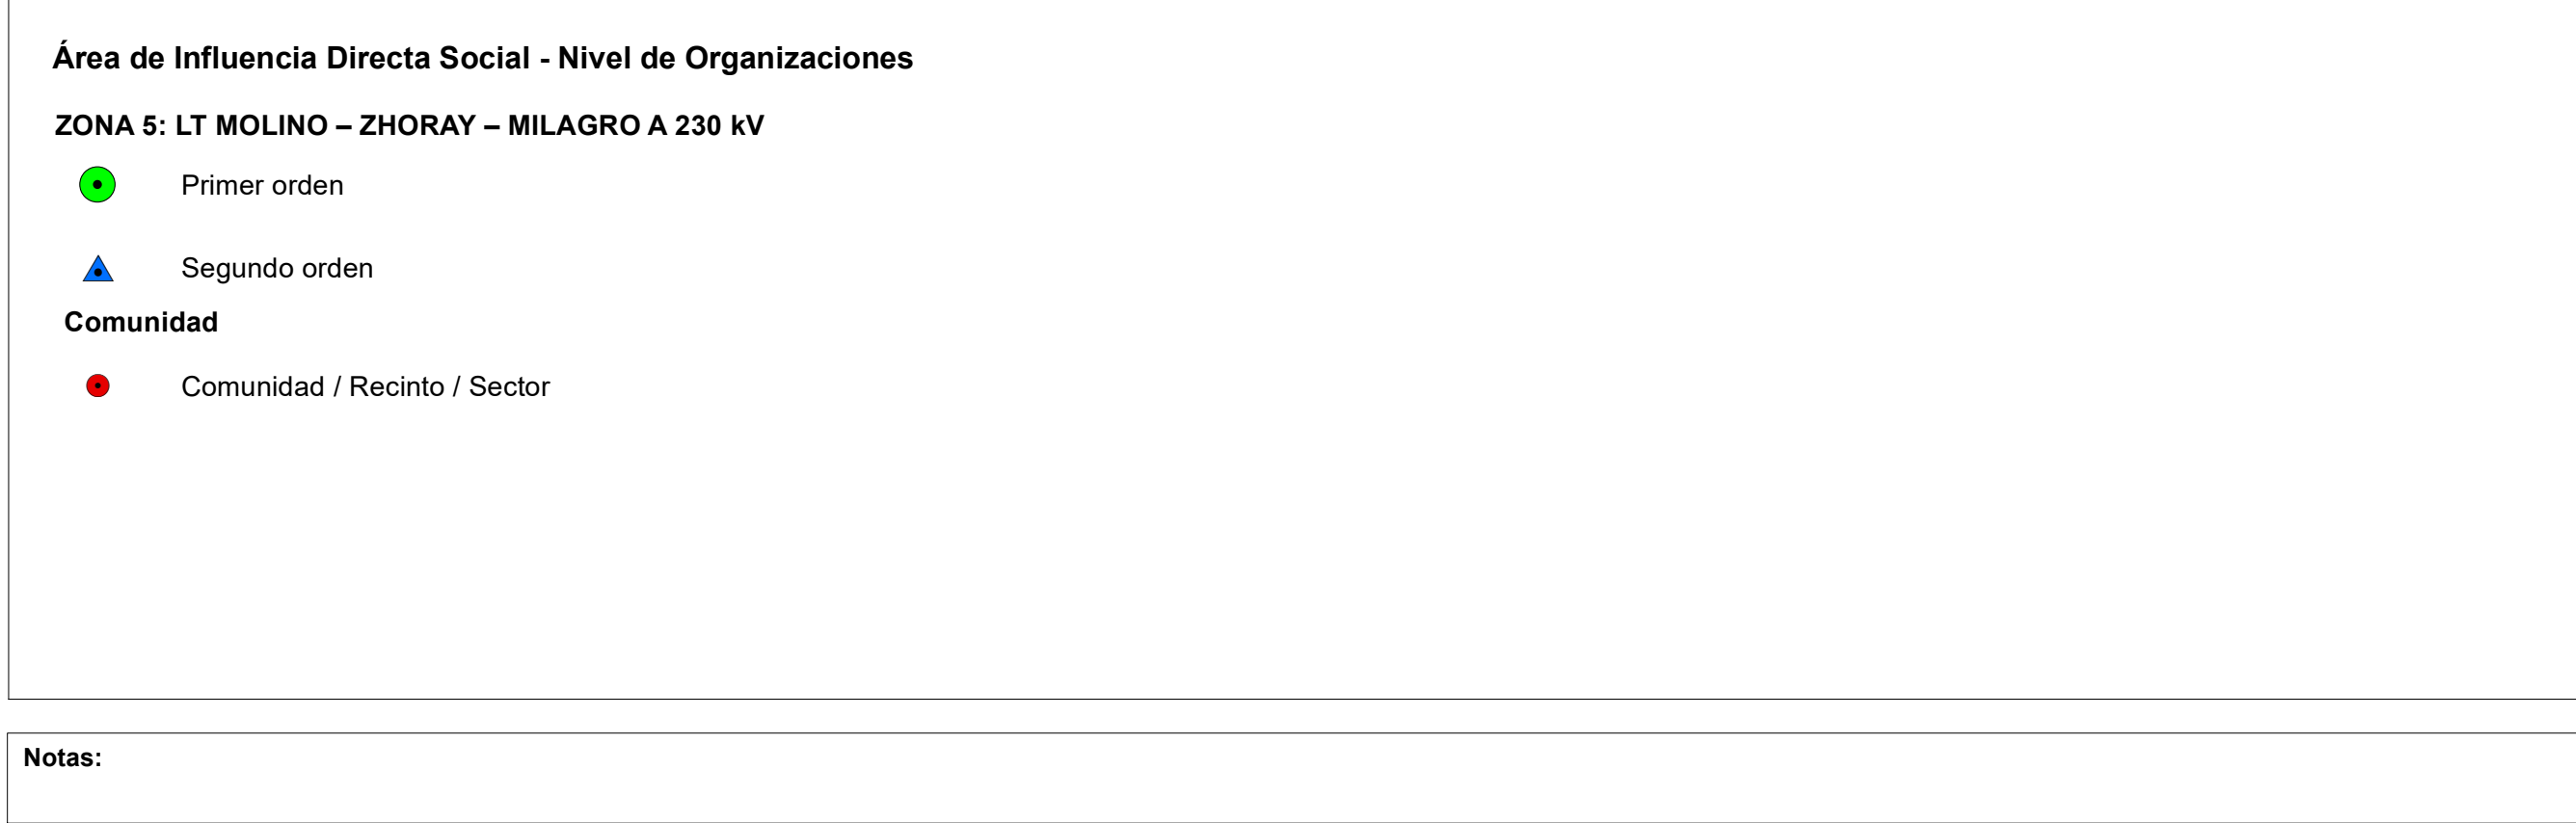 Área de Influencia Directa Social - Nivel de Organizaciones
ZONA 5: LT MOLINO – ZHORAY – MILAGRO A 230 kV
Primer orden
Segundo orden
Comunidad
Comunidad / Recinto / Sector
Notas: